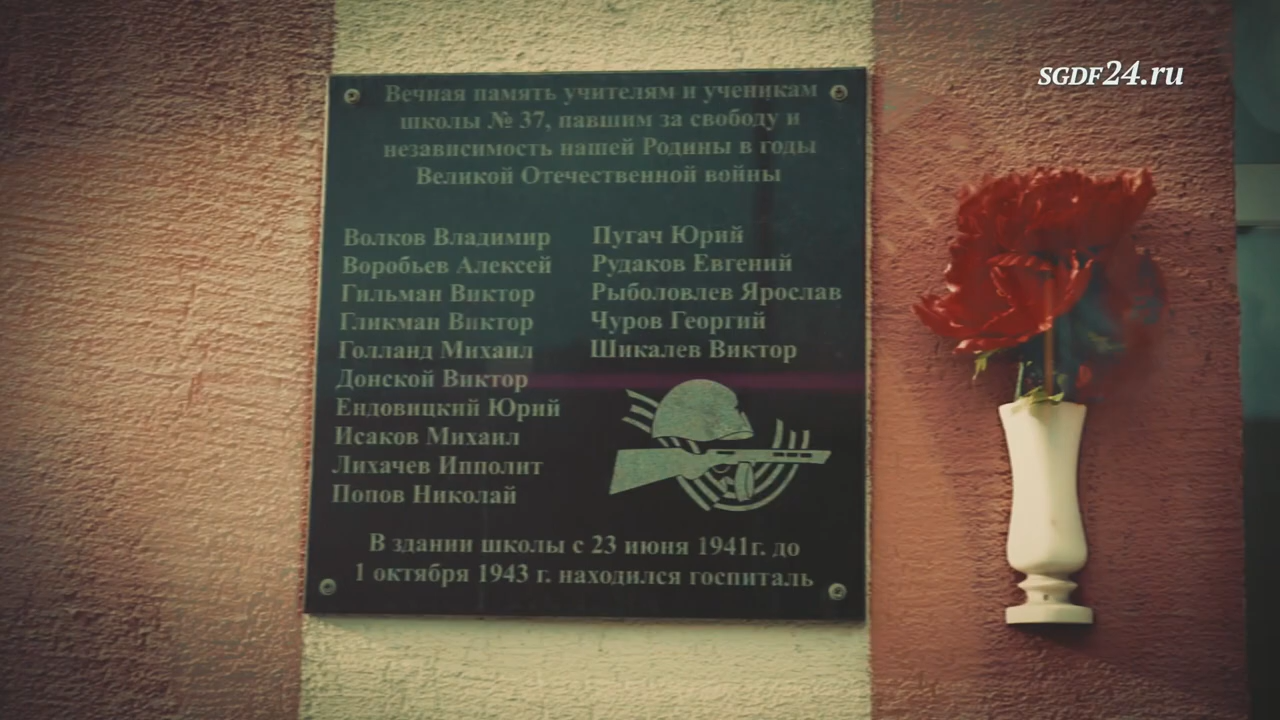 SGDF24.ru
Вечная память учителям и ученикам
школы № 37, павшим за свободу и
независимость нашей Родины в годы
Великой Отечественной войны
Волков Владимир
Воробьев Алексей
Гильман Виктор
Гликман Виктор
Голланд Михаил
Донской Виктор
Ендовицкий Юрий
Исаков Михаил
Лихачев Ипполит
Попов Николай
Пугач Юрий
Рудаков Евгений
Рыболовлев Ярослав
Чуров Георгий
Шикалев Виктор
В здании школы с 23 июня 1941г. до
1 октября 1943 г. находился госпиталь